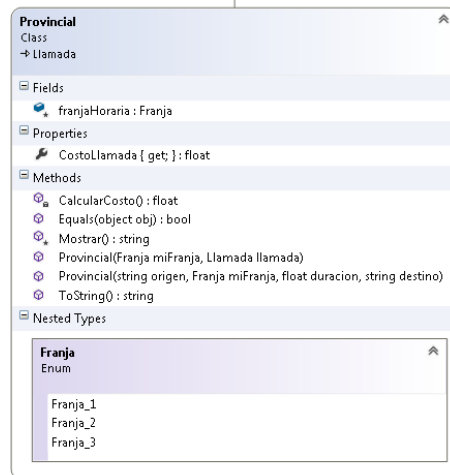 Provincial
Class
Llamada
Fields
franjaHoraria : Franja
Properties
CostoLlamada { get; } : float
Methods
CalcularCosto() : float
Equals(object obj) : bool
Mostrar() : string
Provincial(Franja miFranja, Llamada llamada)
Provincial(string origen, Franja miFranja, float duracion, string destino)
ToString() : string
Nested Types
Franja
Enum
Franja_1
Franja_2
Franja_3